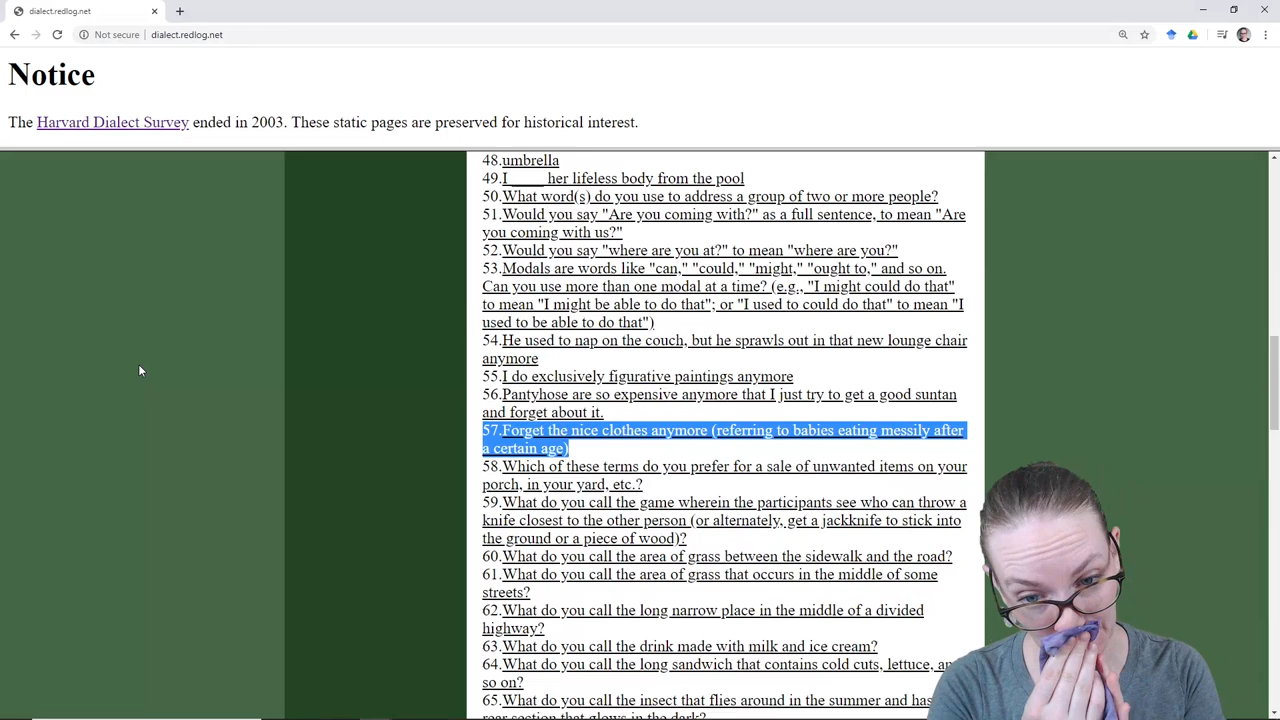 dialect.redlog.net
Not secure
dialect.redlog.net
Notice
The Harvard Dialect Survey ended in 2003. These static pages are preserved for historical interest.
48.umbrella
49.I ____ her lifeless body from the pool
50.What word(s) do you use to address a group of two or more people?
51.Would you say "Are you coming with?" as a full sentence, to mean "Are
you coming with us?"
52.Would you say "where are you at?" to mean "where are you?"
53.Modals are words like "can," "could," "might," "ought to," and so on.
Can you use more than one modal at a time? (e.g., "I might could do that"
to mean "I might be able to do that"; or "I used to could do that" to mean "I
used to be able to do that")
54.He used to nap on the couch, but he sprawls out in that new lounge chair
anymore
55.I do exclusively figurative paintings anymore
56.Pantyhose are so expensive anymore that I just try to get a good suntan
and forget about it.
57.Forget the nice clothes anymore (referring to babies eating messily after
a certain age)
58.Which of these terms do you prefer for a sale of unwanted items on your
porch, in your yard, etc.?
59.What do you call the game wherein the participants see who can throw a
knife closest to the other person (or alternately, get a jackknife to stick into
the ground or a piece of wood)?
60.What do you call the area of grass between the sidewalk and the road?
61.What do you call the area of grass that occurs in the middle of some
streets?
62.What do you call the long narrow place in the middle of a divided
highway?
63.What do you call the drink made with milk and ice cream?
64.What do you call the long sandwich that contains cold cuts, lettuce,
so on?
65.What do you call the insect that flies around in the summer and has
rear section that glows in the dark?